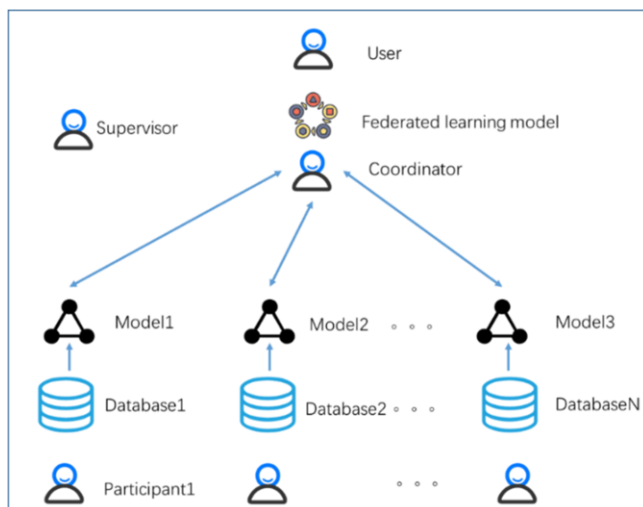 User
Supervisor
Federated learning model
Coordinator
Model1
Model2
Model3
Database1
Database2
DatabaseN
Participant1